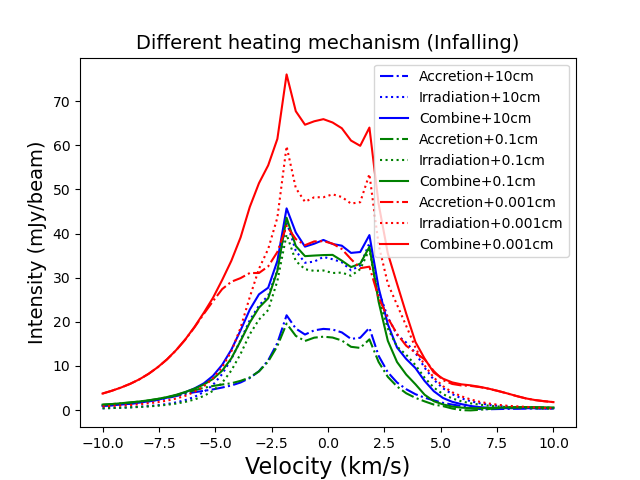 Different heating mechanism (Infalling)
Accretion+10cm
Irradiation+10cm
Combine+10cm
Accretion+0.1cm
Irradiation+0.1cm
Combine+0.1cm
Accretion+0.001cm
Irradiation+0.001cm
Combine+0.001cm
Intensity (mJy/beam)
70
60
50
40
30
20
10
0
−10.0 −7.5 −5.0 −2.5 0.0 2.5 5.0 7.5 10.0
Velocity (km/s)